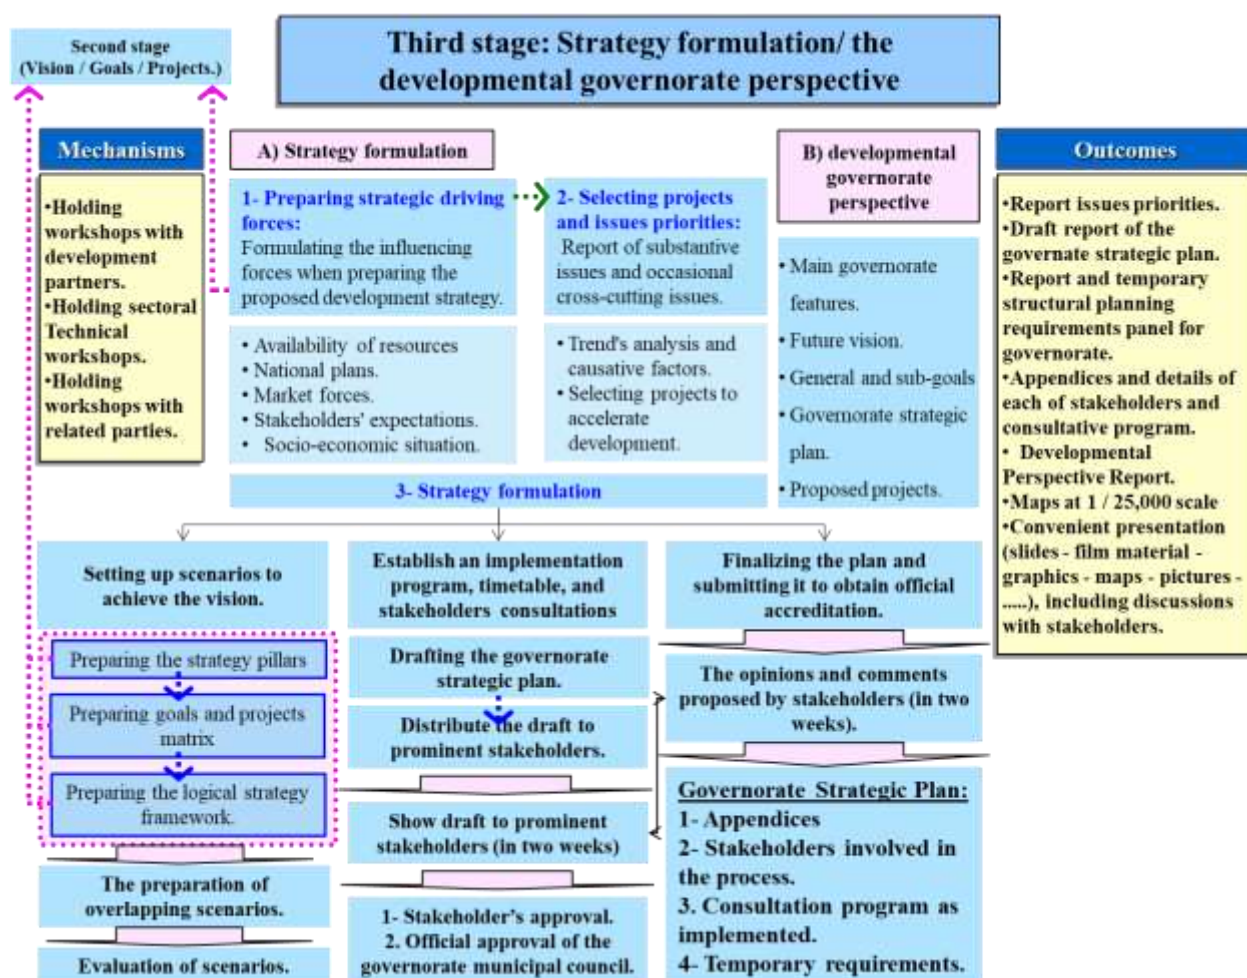 Second stage
(Vision / Goals / Projects.)
Third stage: Strategy formulation/ the
developmental governorate perspective
Mechanisms
•Holding
workshops with
development
partners.
•Holding sectoral
Technical
workshops.
•Holding
workshops with
related parties.
A) Strategy formulation
1- Preparing strategic driving
forces:
Formulating the influencing
forces when preparing the
proposed development strategy.
2- Selecting projects
and issues priorities:
Report of substantive
issues and occasional
cross-cutting issues.
• Availability of resources
• National plans.
• Market forces.
• Stakeholders' expectations.
• Socio-economic situation.
• Trend's analysis and
causative factors.
• Selecting projects to
accelerate
development.
B) developmental
governorate
perspective
• Main governorate
features.
• Future vision.
• General and sub-goals
• Governorate strategic
plan.
• Proposed projects.
Outcomes
•Report issues priorities.
•Draft report of the
governate strategic plan.
•Report and temporary
structural planning
requirements panel for
governorate.
•Appendices and details of
each of stakeholders and
consultative program.
• Developmental
Perspective Report.
•Maps at 1 / 25,000 scale
•Convenient presentation
(slides - film material -
graphics - maps - pictures -
.....), including discussions
with stakeholders.
3- Strategy formulation
Setting up scenarios to
achieve the vision.
Preparing the strategy pillars
Preparing goals and projects
matrix
Preparing the logical strategy
framework.
The preparation of
overlapping scenarios.
Evaluation of scenarios.
Establish an implementation
program, timetable, and
stakeholders consultations
Drafting the governorate
strategic plan.
Distribute the draft to
prominent stakeholders.
Show draft to prominent
stakeholders (in two weeks)
1- Stakeholder's approval.
2. Official approval of the
governorate municipal council.
Finalizing the plan and
submitting it to obtain official
accreditation.
The opinions and comments
proposed by stakeholders (in two
weeks).
Governorate Strategic Plan:
1- Appendices
2- Stakeholders involved in
the process.
3. Consultation program as
implemented.
4- Temporary requirements.